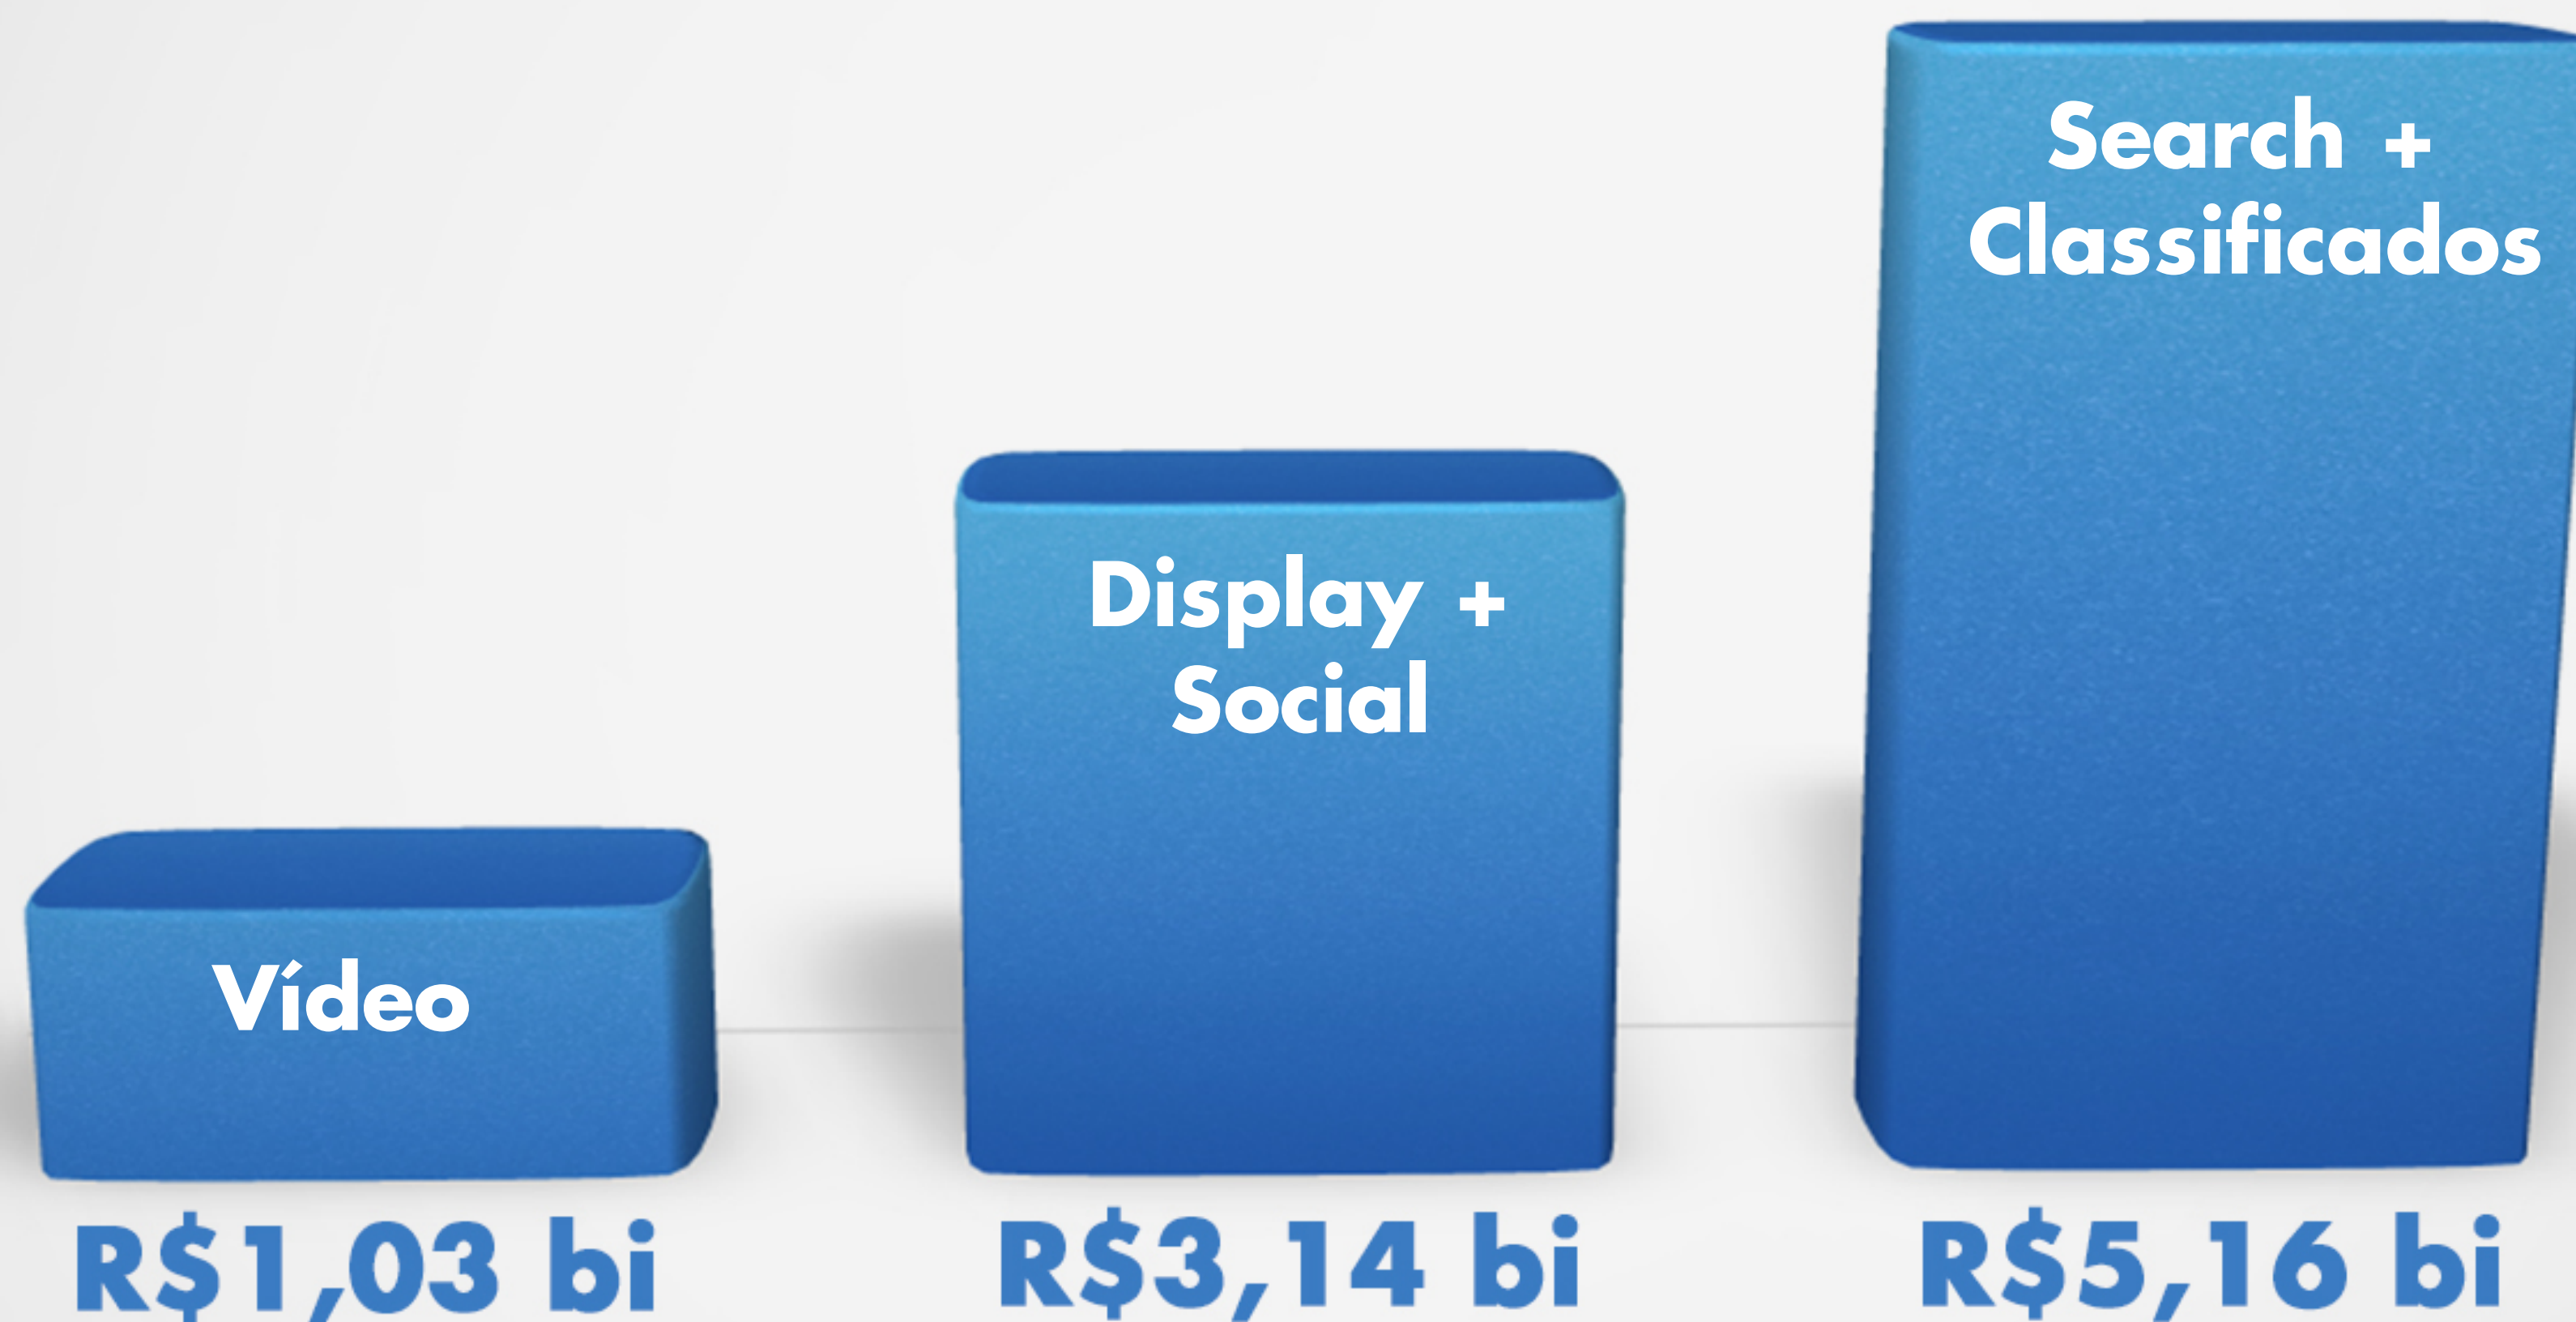 Search +
Classificados
Display +
Social
Vídeo
R$1,03 bi
R$3,14 bi
R$5,16 bi